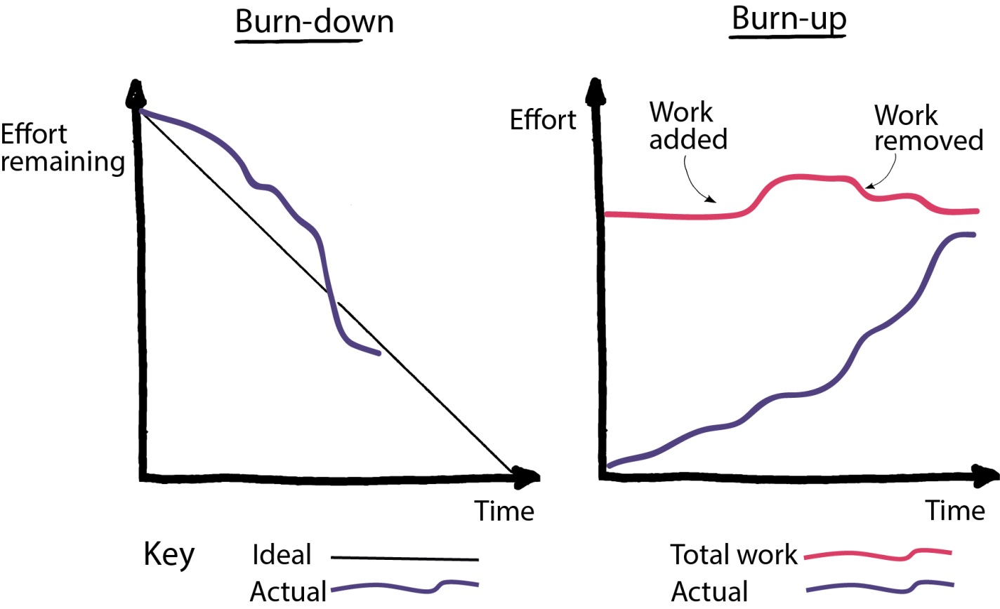 Burn-down
Effort
remaining
Time
Burn-up
Effort
Work
added
Work
removed
Time
Key
Ideal
Actual
Total work
Actual